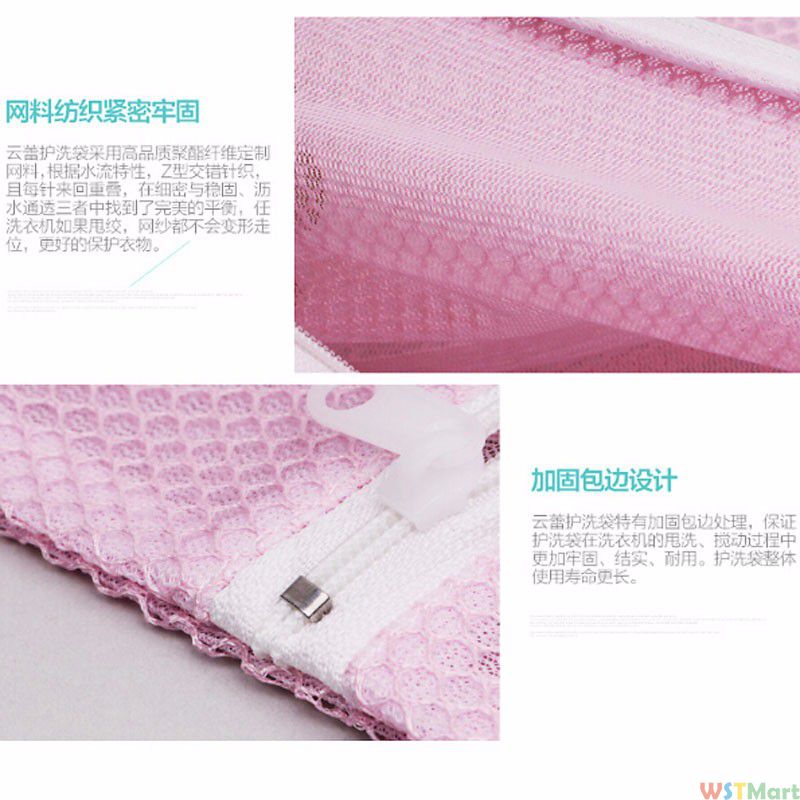 网料纺织紧密牢固
云蕾护洗袋采用高品质聚酯纤维定制
网料,根据水流特性，Z型交错针织，
且每针来回重叠，在细密与稳固、沥
水通透三者中找到了完美的平衡，任
洗衣机如果甩绞，网纱都不会变形走
位，更好的保护衣物。
加固包边设计
云蕾护洗袋特有加固包边处理，保证
护洗袋在洗衣机的甩洗、搅动过程中
更加牢固、结实、耐用。护洗袋整体
使用寿命更长。
WSTMart